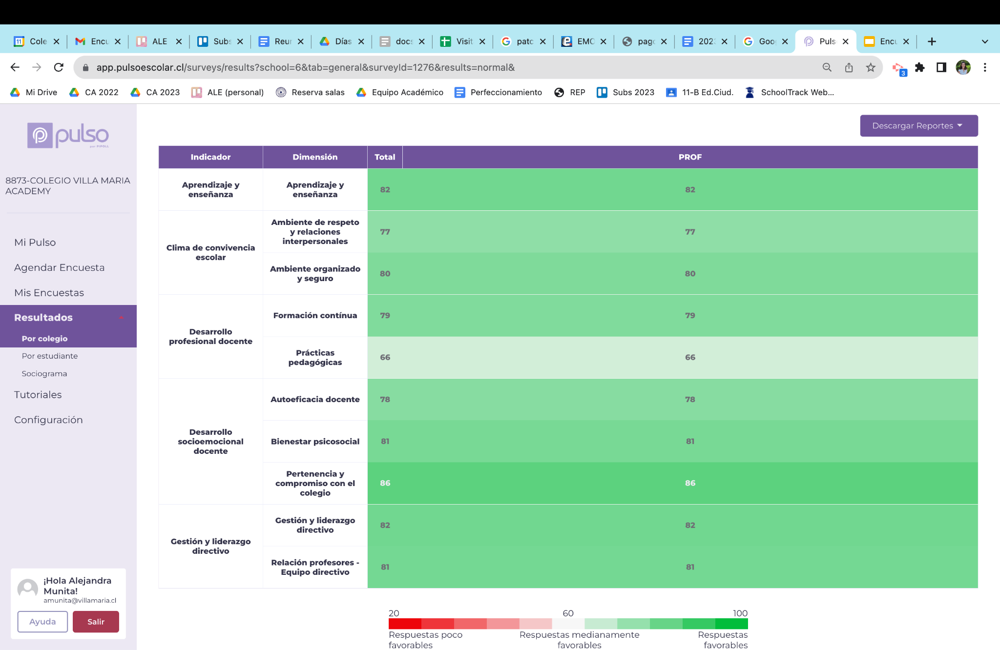 11 Cole
Encu
ALE
Subs
Reun
Días
docs
Visit
patc
EMO
pago
202
Goo
Puls
Encu
app.pulsoescolar.cl/surveys/results?school=6&tab=general&surveyId=1276&results=normal&
3
Mi Drive
CA 2022
CA 2023
ALE (personal)
Reserva salas
Equipo Académico
Perfeccionamiento
REP
Subs 2023
11-B Ed.Ciud.
SchoolTrack Web...
pulso
por PIPOLL
8873-COLEGIO VILLA MARIA
ACADEMY
Mi Pulso
Agendar Encuesta
Mis Encuestas
Resultados
Por colegio
Por estudiante
Sociograma
Tutoriales
Configuración
¡Hola Alejandra
Munita!
amunita@villamaria.cl
Ayuda
Salir
Descargar Reportes
Indicador Dimensión Total PROF
Aprendizaje y
enseñanza
Aprendizaje y
enseñanza
82 82
Clima de convivencia
escolar
Ambiente de respeto
y relaciones
interpersonales
77 77
Ambiente organizado
y seguro
80 80
Desarrollo
profesional docente
Formación contínua
79 79
Prácticas
pedagógicas
66 66
Desarrollo
socioemocional
docente
Autoeficacia docente
78 78
Bienestar psicosocial
81 81
Pertenencia y
compromiso con el
colegio
86 86
Gestión y liderazgo
directivo
Gestión y liderazgo
directivo
82 82
Relación profesores -
Equipo directivo
81 81
20 60 100
Respuestas poco
favorables
Respuestas medianamente
favorables
Respuestas
favorables